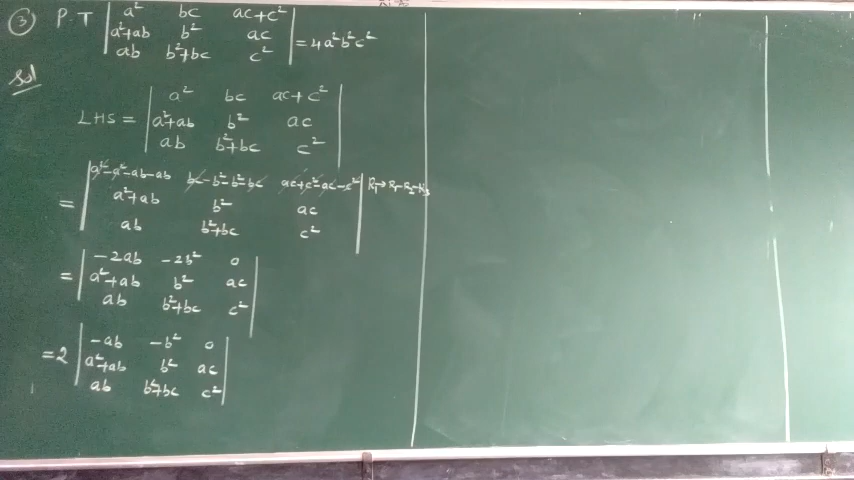 ③ P.T | a² bc ac+c² |
| a²+ab b² ac |
| ab b²+bc c² | = 4a²b²c²
Sol
| a² bc ac+c² |
LHS = | a²+ab b² ac |
| ab b²+bc c² |
| a²-a²-ab-ab bc-b²-b²-bc ac+c²-ac-c² | R₁→R₁-R₂-R₃
= | a²+ab b² ac |
| ab b²+bc c² |
| -2ab -2b² 0 |
= | a²+ab b² ac |
| ab b²+bc c² |
| -ab -b² 0 |
=2 | a²+ab b² ac |
| ab b²+bc c² |